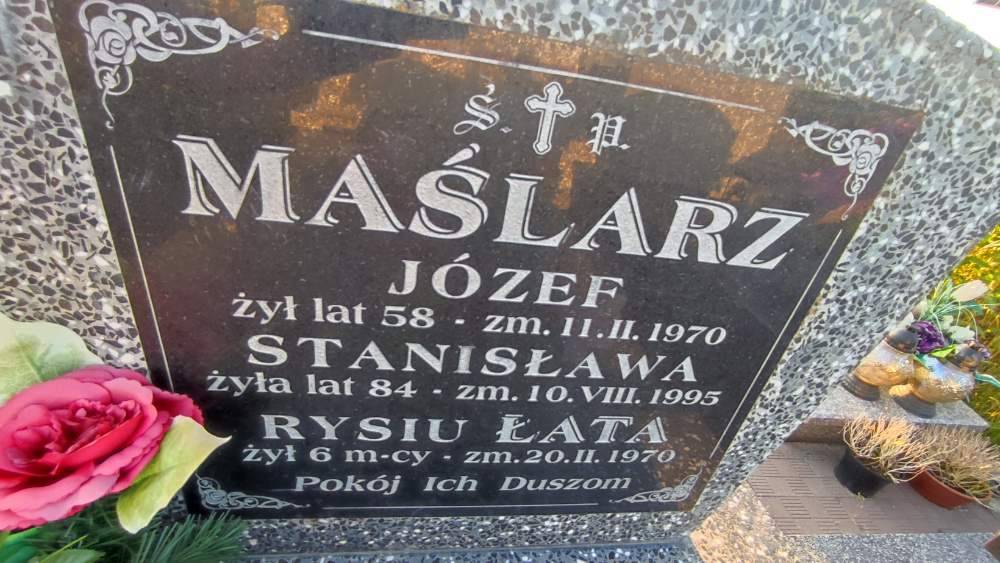 Ś. P.
MAŚLARZ
JÓZEF
żył lat 58 - zm. 11. II. 1970
STANISŁAWA
żyła lat 84 - zm. 10. VIII. 1995
RYSIU ŁATA
żył 6 m-cy - zm. 20. II. 1970
Pokój Ich Duszom